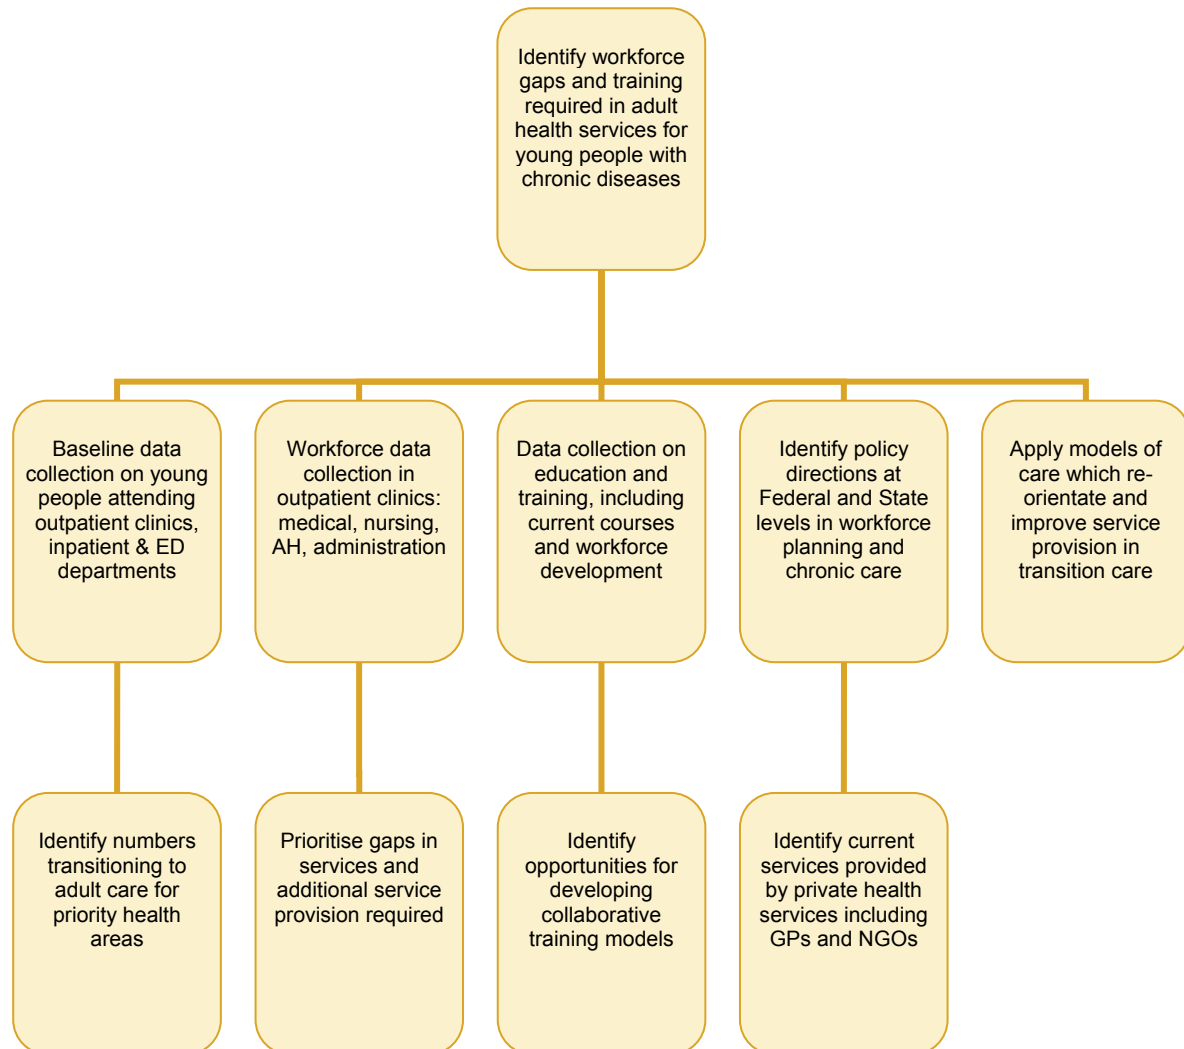 Identify workforce
gaps and training
required in adult
health services for
young people with
chronic diseases
Baseline data
collection on young
people attending
outpatient clinics,
inpatient & ED
departments
Workforce data
collection in
outpatient clinics:
medical, nursing,
AH, administration
Data collection on
education and
training, including
current courses
and workforce
development
Identify policy
directions at
Federal and State
levels in workforce
planning and
chronic care
Apply models of
care which re-
orientate and
improve service
provision in
transition care
Identify numbers
transitioning to
adult care for
priority health
areas
Prioritise gaps in
services and
additional service
provision required
Identify
opportunities for
developing
collaborative
training models
Identify current
services provided
by private health
services including
GPs and NGOs